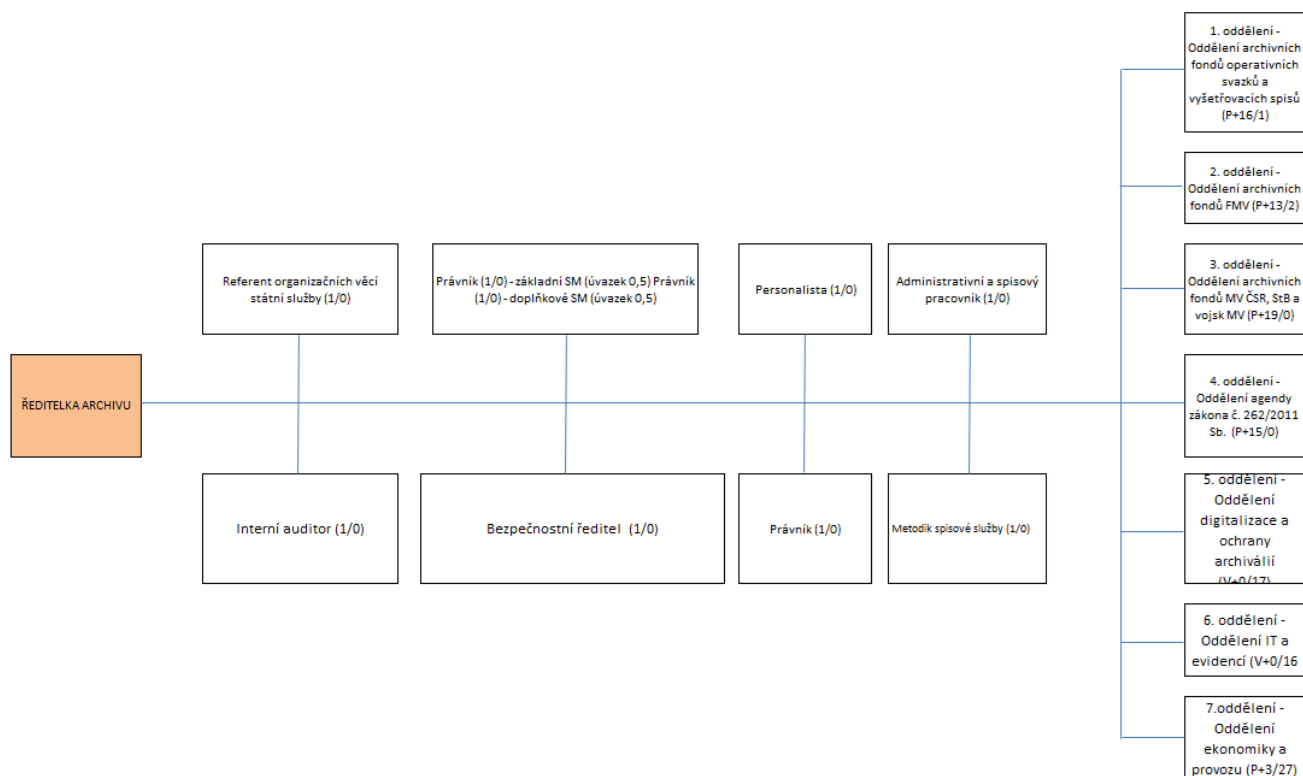 ŘEDITELKA ARCHIVU
Referent organizačních věcí
státní služby (1/0)
Právník (1/0) - základní SM (úvazek 0,5) Právník
(1/0) - doplňkové SM (úvazek 0,5)
Personalista (1/0)
Administrativní a spisový
pracovník (1/0)
Interní auditor (1/0)
Bezpečnostní ředitel (1/0)
Právník (1/0)
Metodik spisové služby (1/0)
1. oddělení -
Oddělení archivních
fondů operativních
svazků a
vyšetřovacích spisů
(P+16/1)
2. oddělení -
Oddělení archivních
fondů FMV (P+13/2)
3. oddělení -
Oddělení archivních
fondů MV ČSR, StB a
vojsk MV (P+19/0)
4. oddělení -
Oddělení agendy
zákona č. 262/2011
Sb. (P+15/0)
5. oddělení -
Oddělení
digitalizace a
ochrany
archiválií
(V+0/17)
6. oddělení -
Oddělení IT a
evidencí (V+0/16
7.oddělení -
Oddělení
ekonomiky a
provozu (P+3/27)